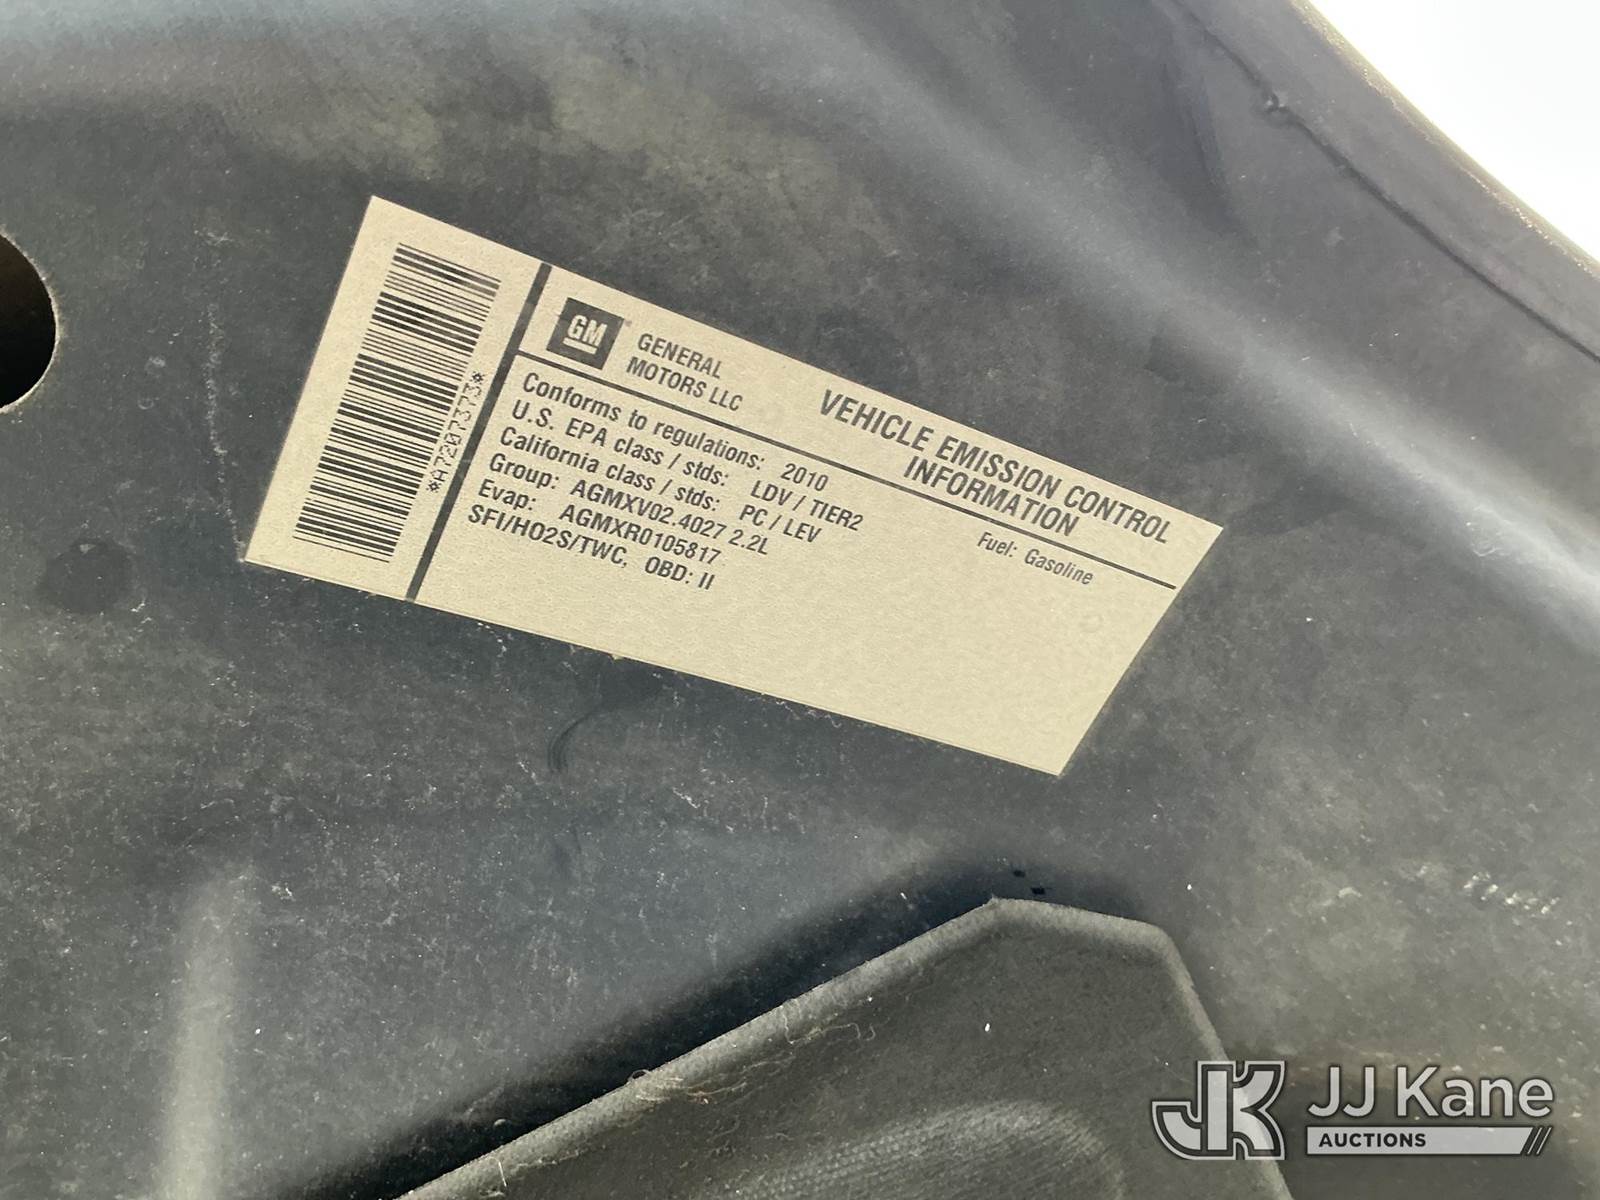 *A7207373*
GM
GENERAL
MOTORS LLC
VEHICLE EMISSION CONTROL
INFORMATION
Conforms to regulations: 2010
U.S. EPA class / stds: LDV / TIER2
California class / stds: PC / LEV
Group: AGMXV02.4027 2.2L
Evap: AGMXR0105817
SFI/HO2S/TWC, OBD: II
Fuel: Gasoline
JK
JJ Kane
AUCTIONS